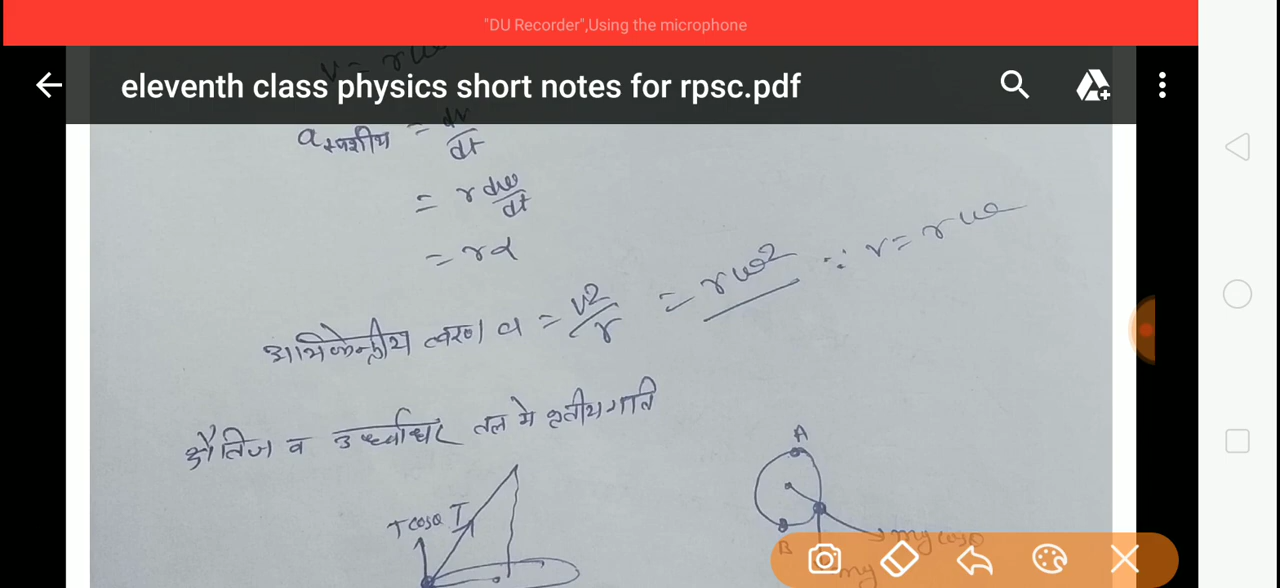 "DU Recorder",Using the microphone
v = rω
eleventh class physics short notes for rpsc.pdf
a स्पर्शीय = dv/dt
= r dω/dt
= rα
अभिकेन्द्रीय त्वरण a = v²/r = rω² ∵ v = rω
क्षैतिज व उर्ध्वाधर तल मे वृतीय गति
A
T cosθ T
mg cosθ
B
mg